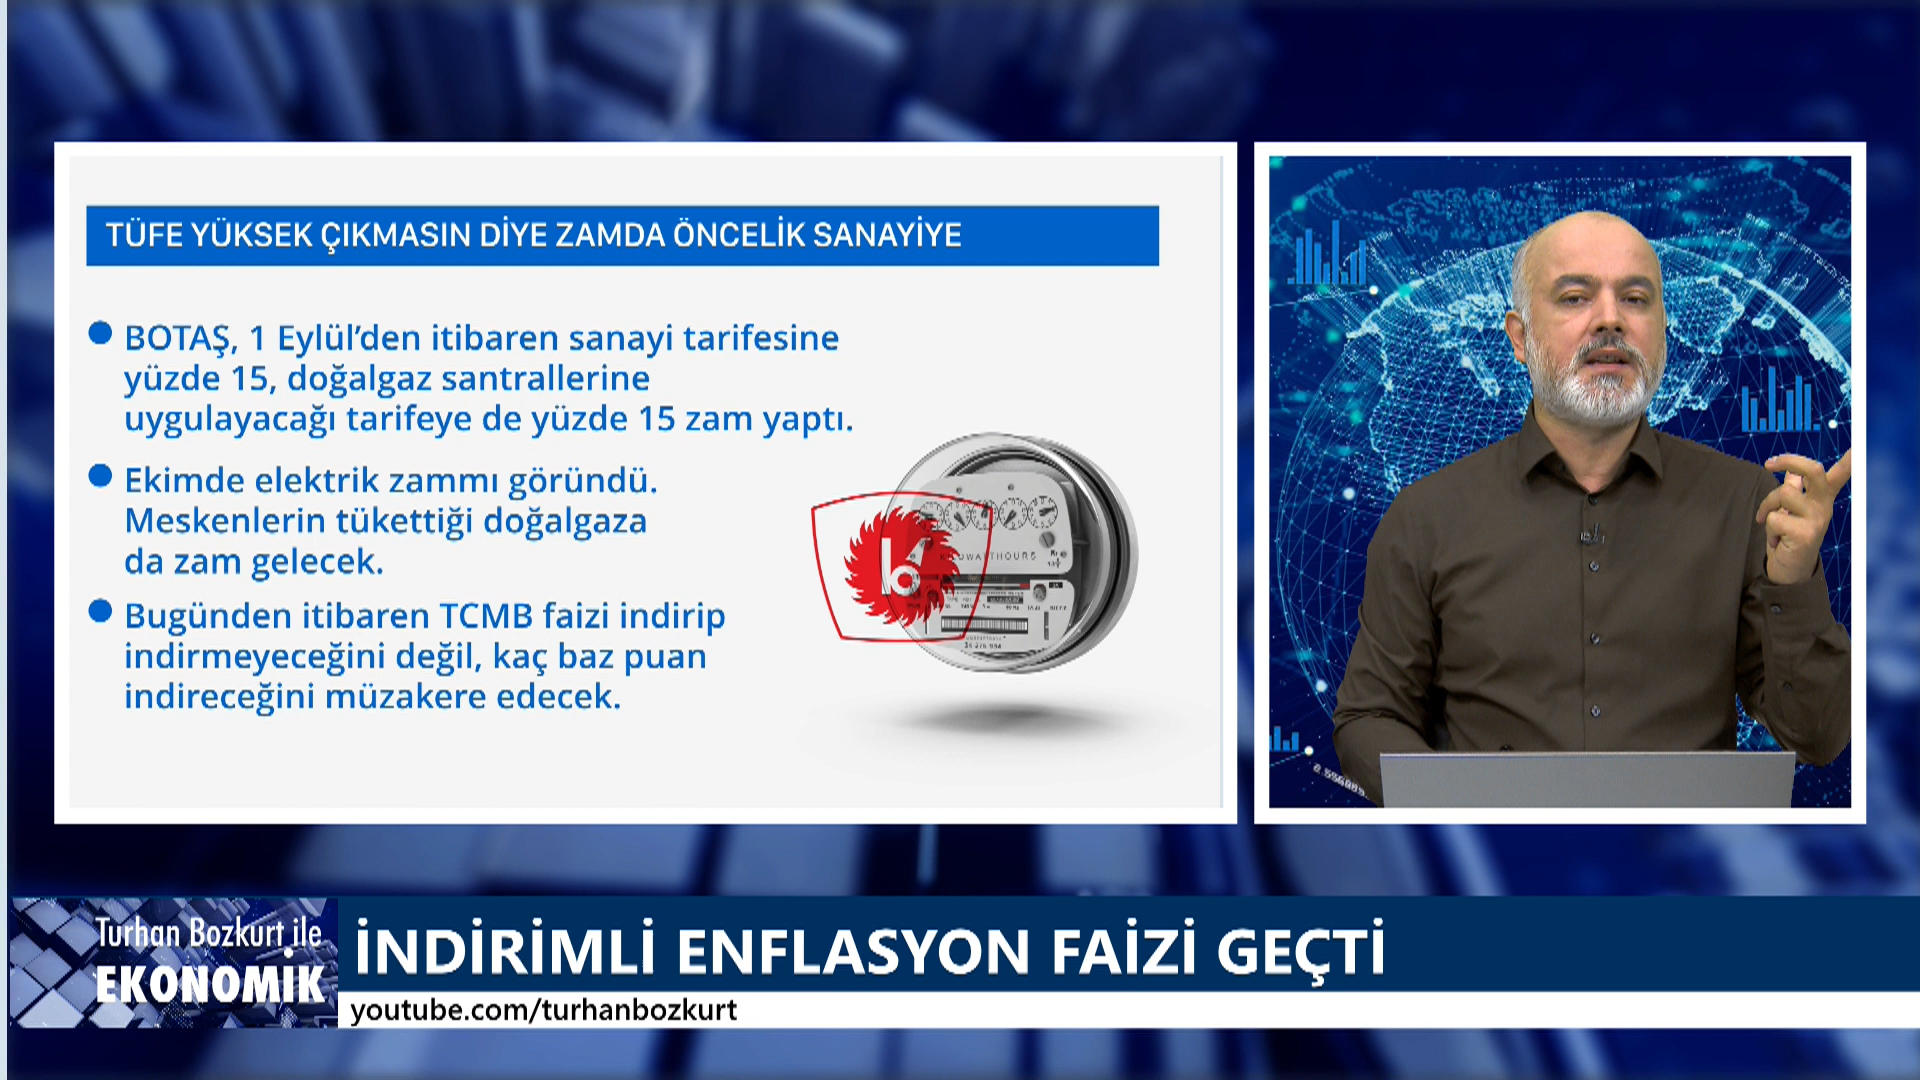 TÜFE YÜKSEK ÇIKMASIN DİYE ZAMDA ÖNCELİK SANAYİYE
BOTAŞ, 1 Eylül’den itibaren sanayi tarifesine
yüzde 15, doğalgaz santrallerine
uygulayacağı tarifeye de yüzde 15 zam yaptı.
Ekimde elektrik zammı göründü.
Meskenlerin tükettiği doğalgaza
da zam gelecek.
Bugünden itibaren TCMB faizi indirip
indirmeyeceğini değil, kaç baz puan
indireceğini müzakere edecek.
b
Turhan Bozkurt ile
EKONOMİK
İNDİRİMLİ ENFLASYON FAİZİ GEÇTİ
youtube.com/turhanbozkurt